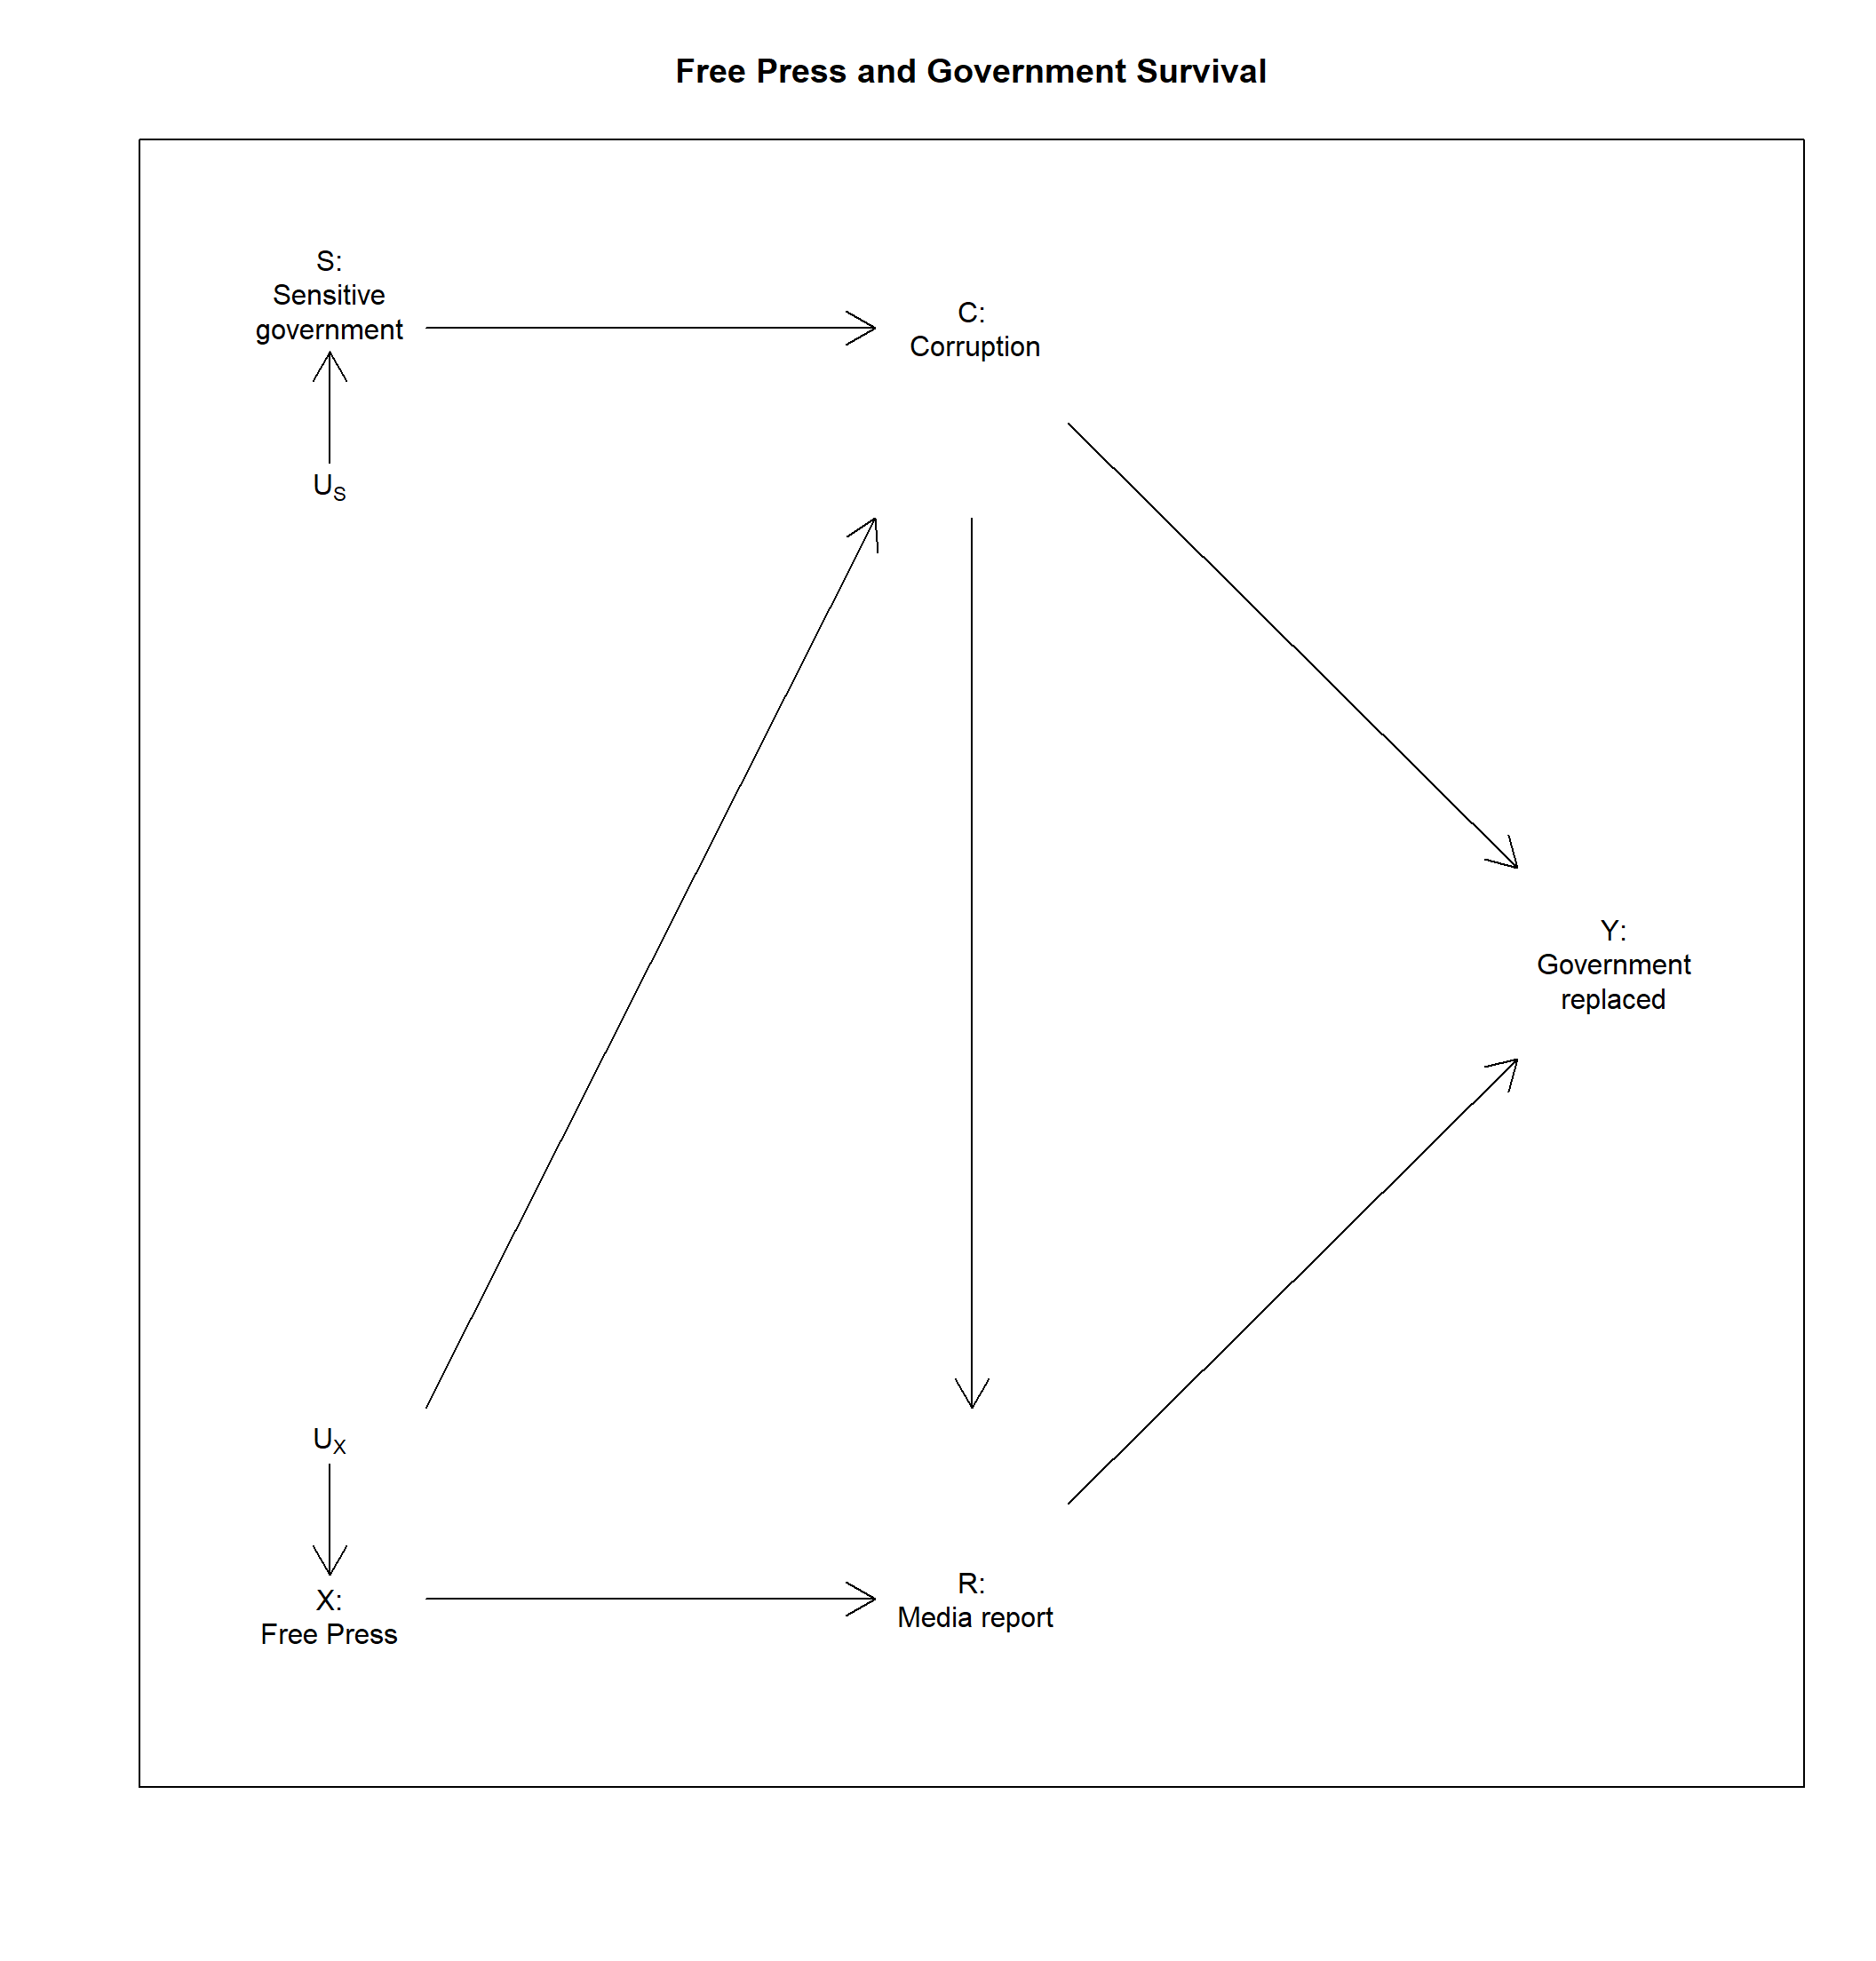 Free Press and Government Survival
S:
Sensitive
government
C:
Corruption
U_S
Y:
Government
replaced
U_X
X:
Free Press
R:
Media report